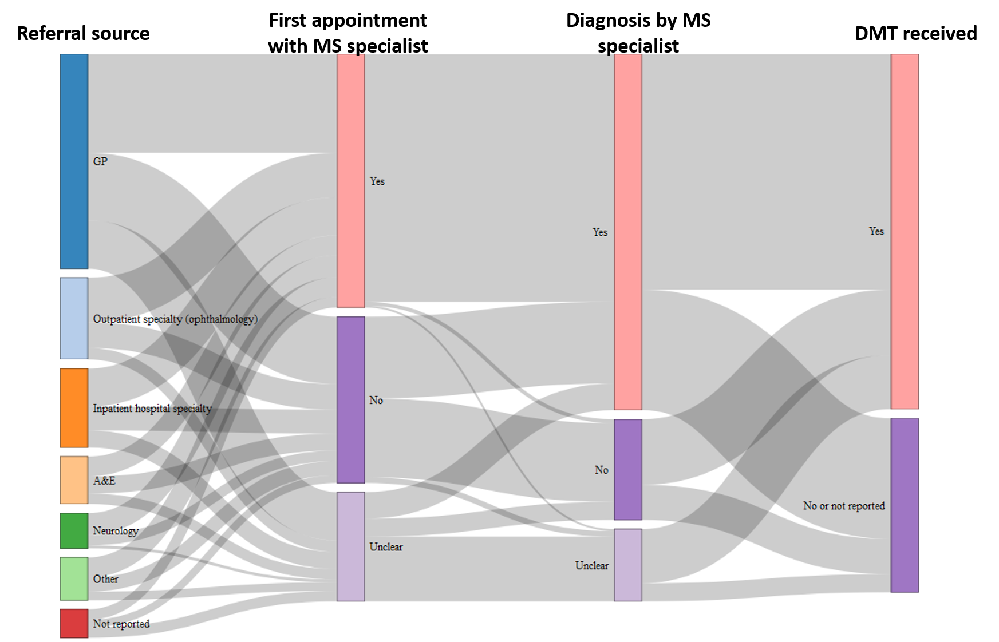 Referral source
First appointment
with MS specialist
Diagnosis by MS
specialist
DMT received
GP
Outpatient specialty (ophthalmology)
Inpatient hospital specialty
A&E
Neurology
Other
Not reported
Yes
No
Unclear
Yes
No
Unclear
Yes
No or not reported